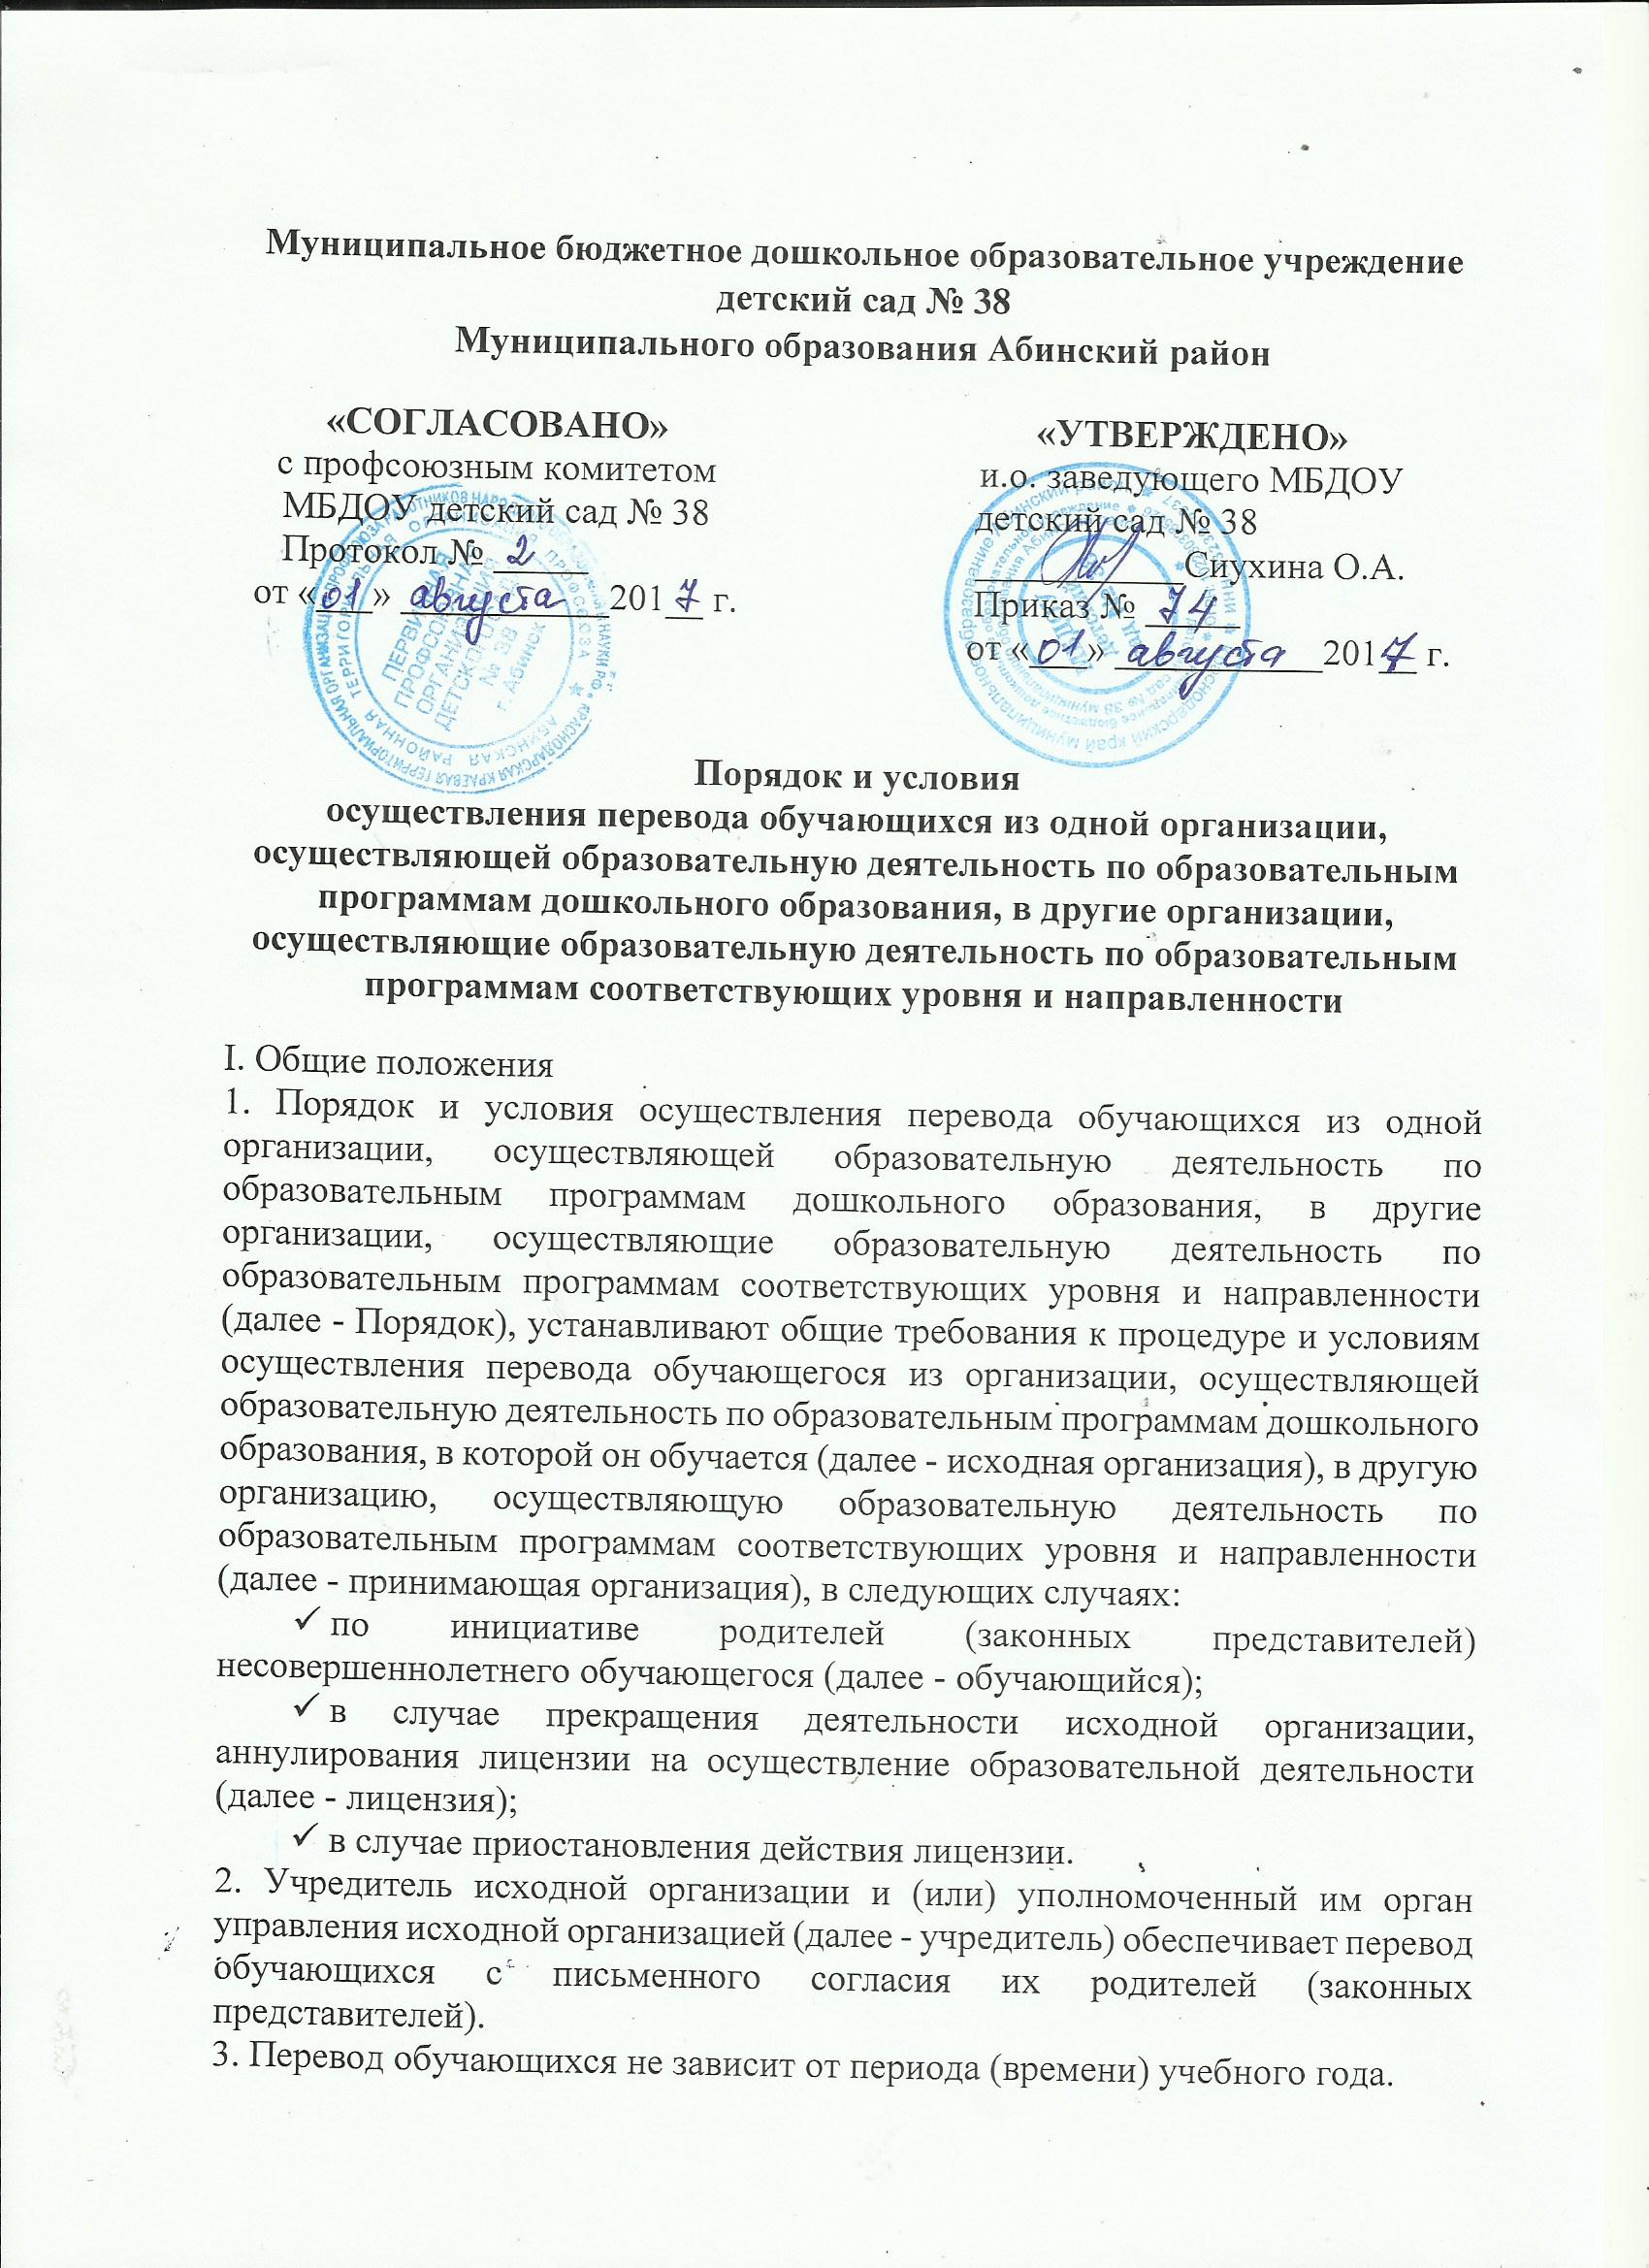 Муниципальное бюджетное дошкольное образовательное учреждение
детский сад № 38
Муниципального образования Абинский район
«СОГЛАСОВАНО»
с профсоюзным комитетом
МБДОУ детский сад № 38
Протокол № 2
от «01» августа 2017 г.
«УТВЕРЖДЕНО»
и.о. заведующего МБДОУ
детский сад № 38
Сиухина О.А.
Приказ № 74
от «01» августа 2017 г.
ПЕРВИЧНАЯ
ПРОФСОЮЗНАЯ
ОРГАНИЗАЦИЯ
ДЕТСКОГО САДА
№ 38
г. Абинск
Порядок и условия
осуществления перевода обучающихся из одной организации,
осуществляющей образовательную деятельность по образовательным
программам дошкольного образования, в другие организации,
осуществляющие образовательную деятельность по образовательным
программам соответствующих уровня и направленности
I. Общие положения
1. Порядок и условия осуществления перевода обучающихся из одной
организации, осуществляющей образовательную деятельность по
образовательным программам дошкольного образования, в другие
организации, осуществляющие образовательную деятельность по
образовательным программам соответствующих уровня и направленности
(далее - Порядок), устанавливают общие требования к процедуре и условиям
осуществления перевода обучающегося из организации, осуществляющей
образовательную деятельность по образовательным программам дошкольного
образования, в которой он обучается (далее - исходная организация), в другую
организацию, осуществляющую образовательную деятельность по
образовательным программам соответствующих уровня и направленности
(далее - принимающая организация), в следующих случаях:
✓ по инициативе родителей (законных представителей)
несовершеннолетнего обучающегося (далее - обучающийся);
✓ в случае прекращения деятельности исходной организации,
аннулирования лицензии на осуществление образовательной деятельности
(далее - лицензия);
✓ в случае приостановления действия лицензии.
2. Учредитель исходной организации и (или) уполномоченный им орган
управления исходной организацией (далее - учредитель) обеспечивает перевод
обучающихся с письменного согласия их родителей (законных
представителей).
3. Перевод обучающихся не зависит от периода (времени) учебного года.